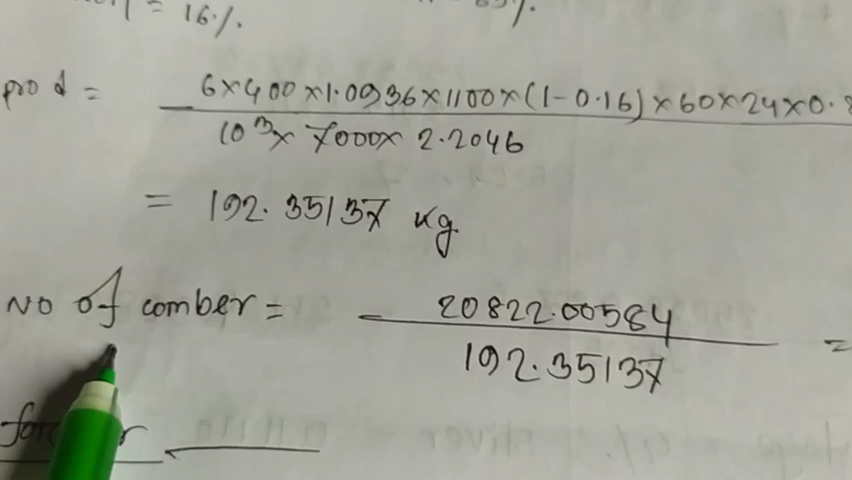 = 16%.
prod = 6×400×1.0936×1100×(1-0.16)×60×24×0.
10³× 7000× 2.2046
= 192.35137 kg
No of comber = 20822.00584 =
192.35137